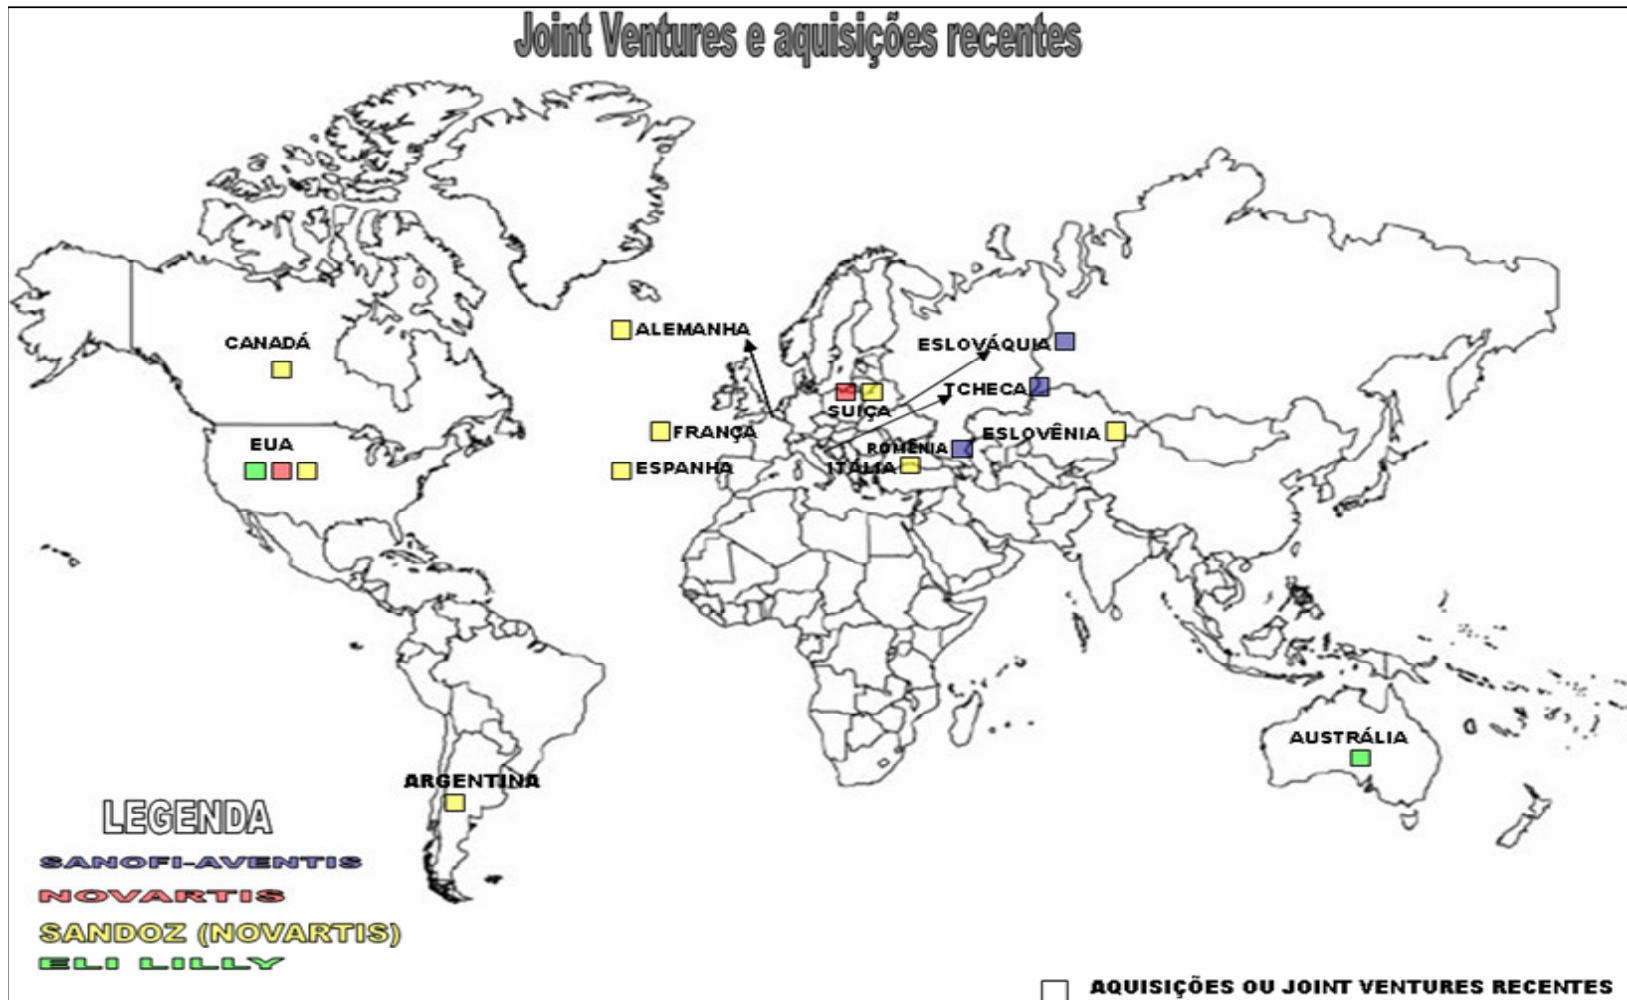 Joint Ventures e aquisições recentes
ALEMANHA
CANADÁ
ESLOVÁQUIA
TCHECA
SUIÇA
FRANÇA
ESLOVÊNIA
EUA
ROMÊNIA
ESPANHA
ITÁLIA
AUSTRÁLIA
ARGENTINA
LEGENDA
SANOFI-AVENTIS
NOVARTIS
SANDOZ (NOVARTIS)
ELI LILLY
AQUISIÇÕES OU JOINT VENTURES RECENTES